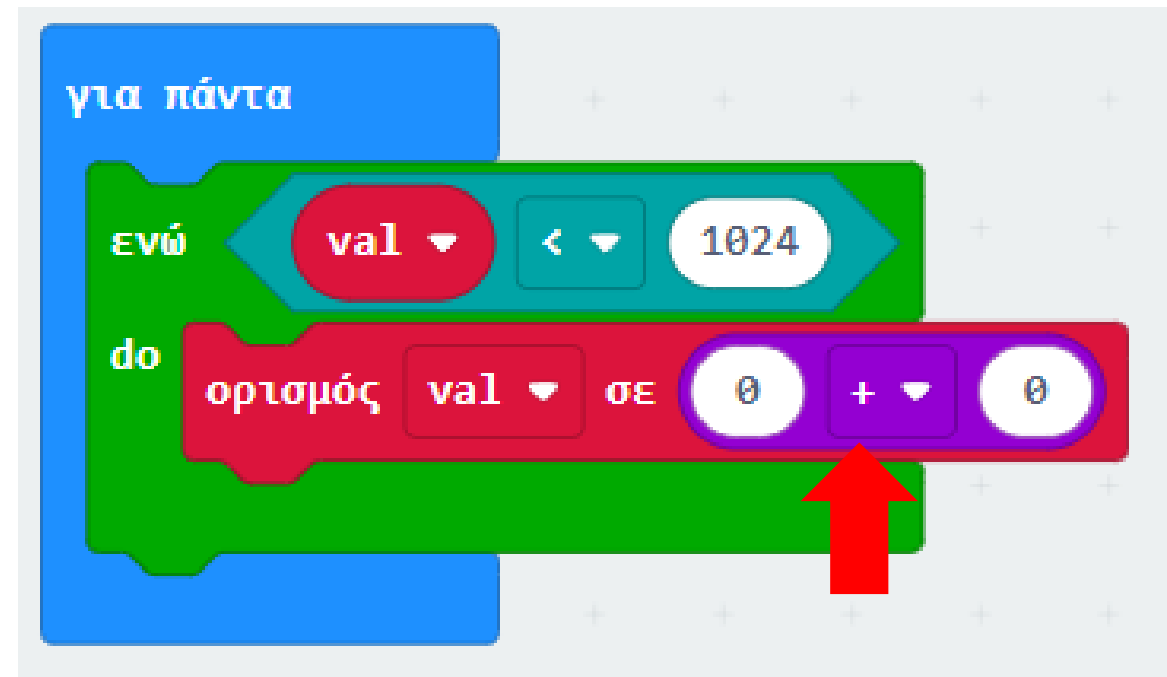 για πάντα
ενώ val < 1024
do ορισμός val σε 0 + 0